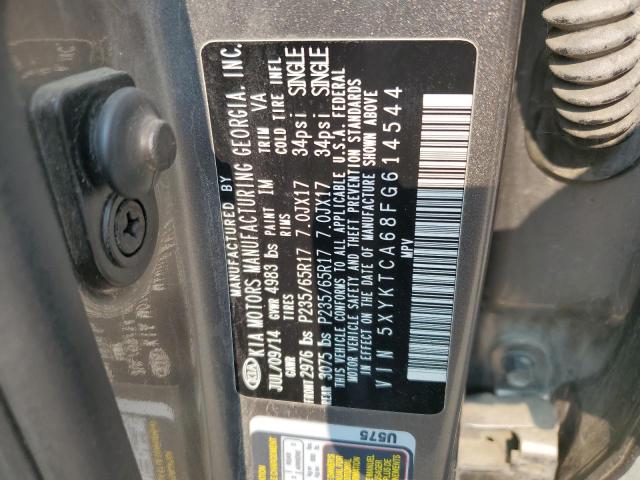 MANUFACTURED BY
KIA KIA MOTORS MANUFACTURING GEORGIA, INC.
JUL/09/14 PAINT 1M TRIM VA
GVWR 4983 lbs TIRES RIMS COLD TIRE INFL
GAWR
FRONT 2976 lbs P235/65R17 7.0JX17 34psi SINGLE
REAR 3075 lbs P235/65R17 7.0JX17 34psi SINGLE
THIS VEHICLE CONFORMS TO ALL APPLICABLE U.S.A. FEDERAL
MOTOR VEHICLE SAFETY AND THEFT PREVENTION STANDARDS
IN EFFECT ON THE DATE OF MANUFACTURE SHOWN ABOVE
VIN 5XYKTCA68FG614544
MPV
U575